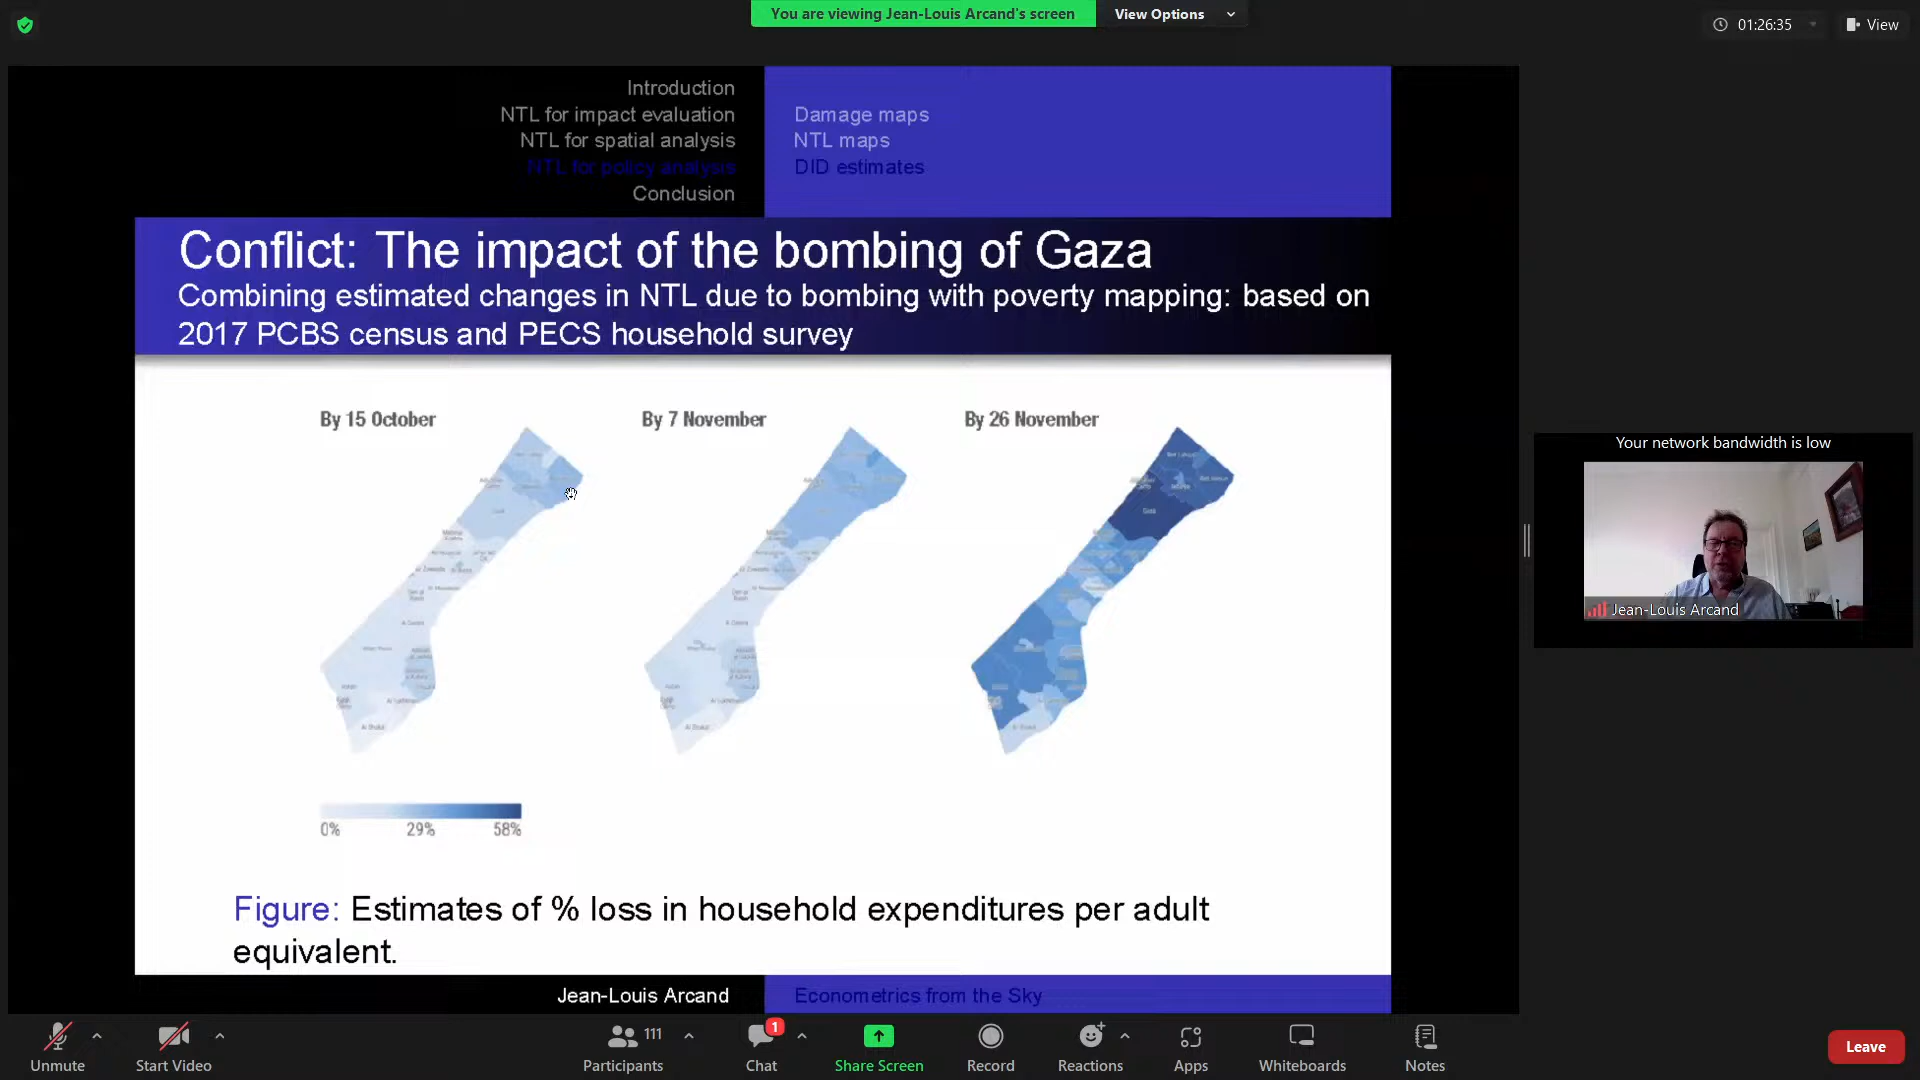 You are viewing Jean-Louis Arcand's screen
View Options
01:26:35
View
Introduction
NTL for impact evaluation
NTL for spatial analysis
NTL for policy analysis
Conclusion
Damage maps
NTL maps
DID estimates
Conflict: The impact of the bombing of Gaza
Combining estimated changes in NTL due to bombing with poverty mapping: based on
2017 PCBS census and PECS household survey
By 15 October
By 7 November
By 26 November
0%
29%
58%
Figure: Estimates of % loss in household expenditures per adult
equivalent.
Jean-Louis Arcand
Econometrics from the Sky
Your network bandwidth is low
Jean-Louis Arcand
Unmute
Start Video
111
Participants
1
Chat
Share Screen
Record
Reactions
Apps
Whiteboards
Notes
Leave